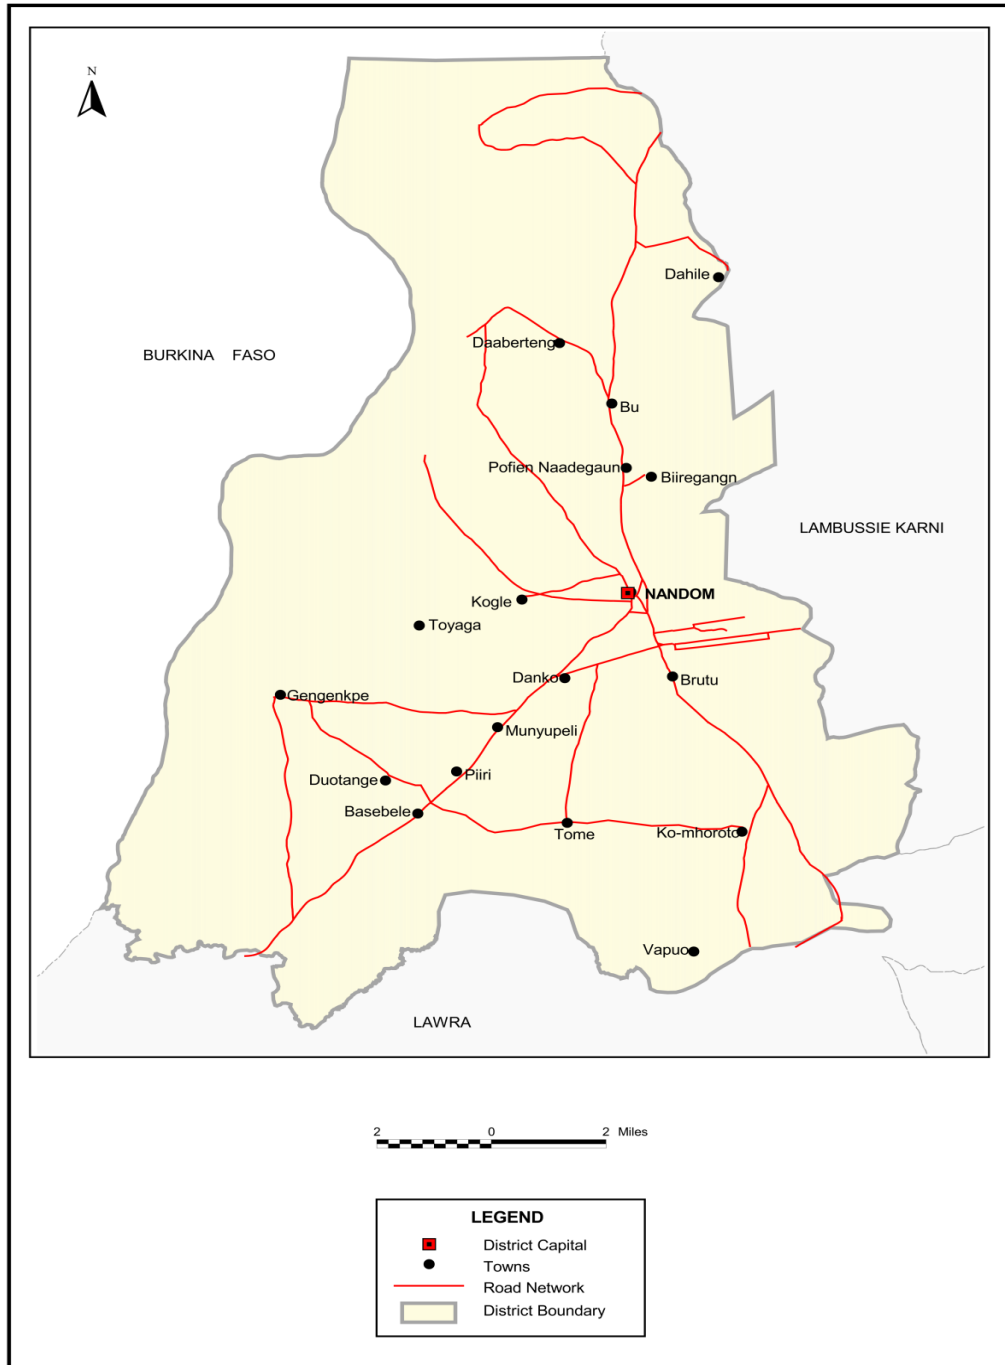 N
Dahile
Daaberteng
BURKINA FASO
Bu
Pofien Naadegaun
Biiregangn
LAMBUSSIE KARNI
NANDOM
Kogle
Toyaga
Danko
Brutu
Gengenkpe
Munyupeli
Piiri
Duotange
Basebele
Tome
Ko-mhoroto
Vapuo
LAWRA
2 0 2 Miles
LEGEND
District Capital
Towns
Road Network
District Boundary